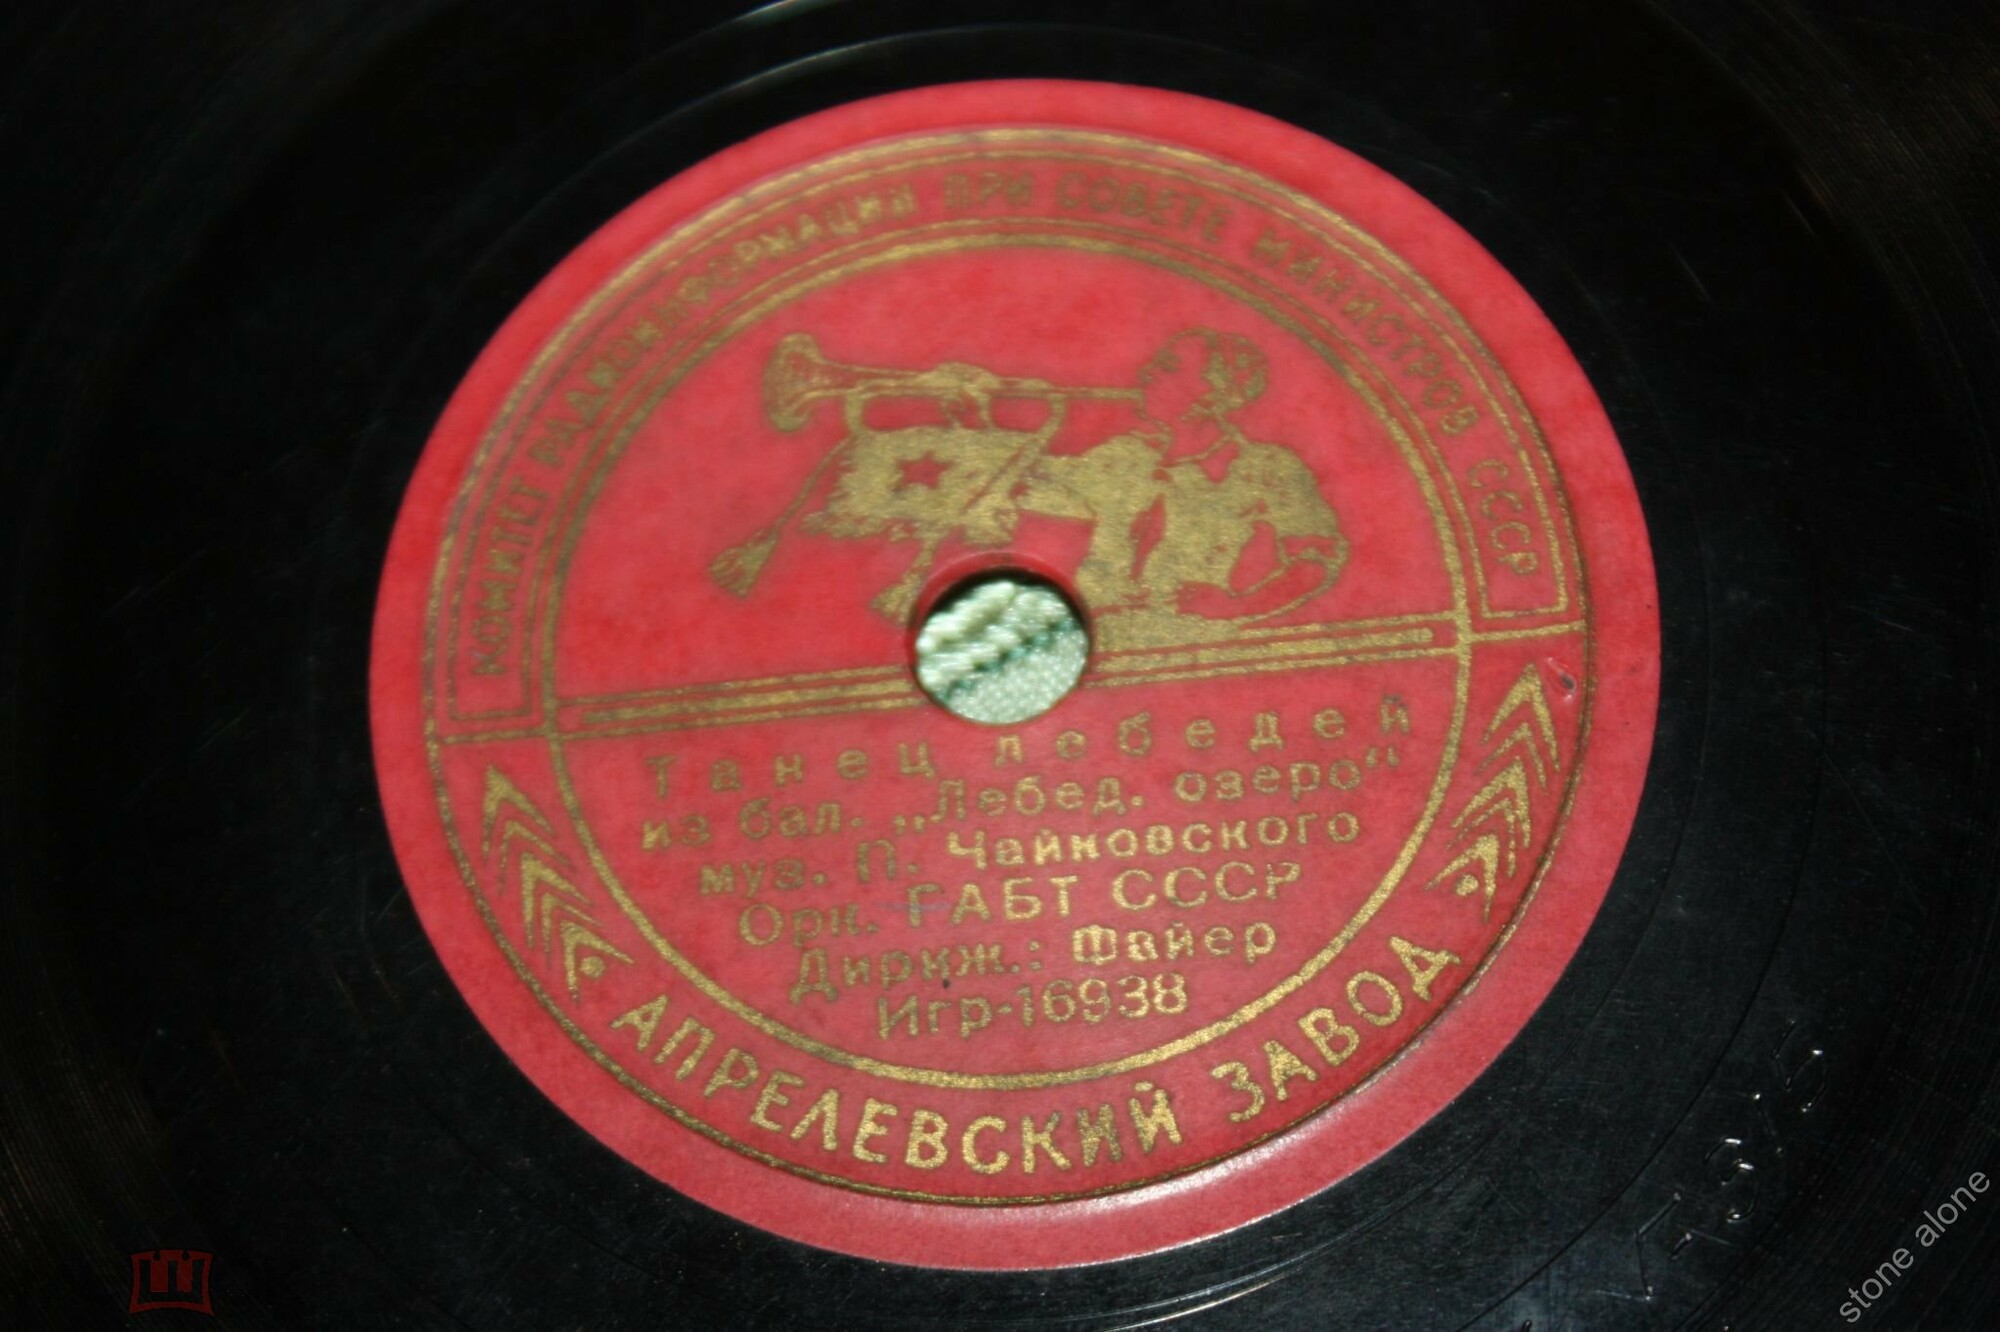 КОМИТЕТ РАДИОИНФОРМАЦИИ ПРИ СОВЕТЕ МИНИСТРОВ СССР
Танец лебедей
из бал. „Лебед. озеро“
муз. П. Чайковского
Орк. ГАБТ СССР
Дириж.: Файер
Игр-16938
АПРЕЛЕВСКИЙ ЗАВОД
stone alone